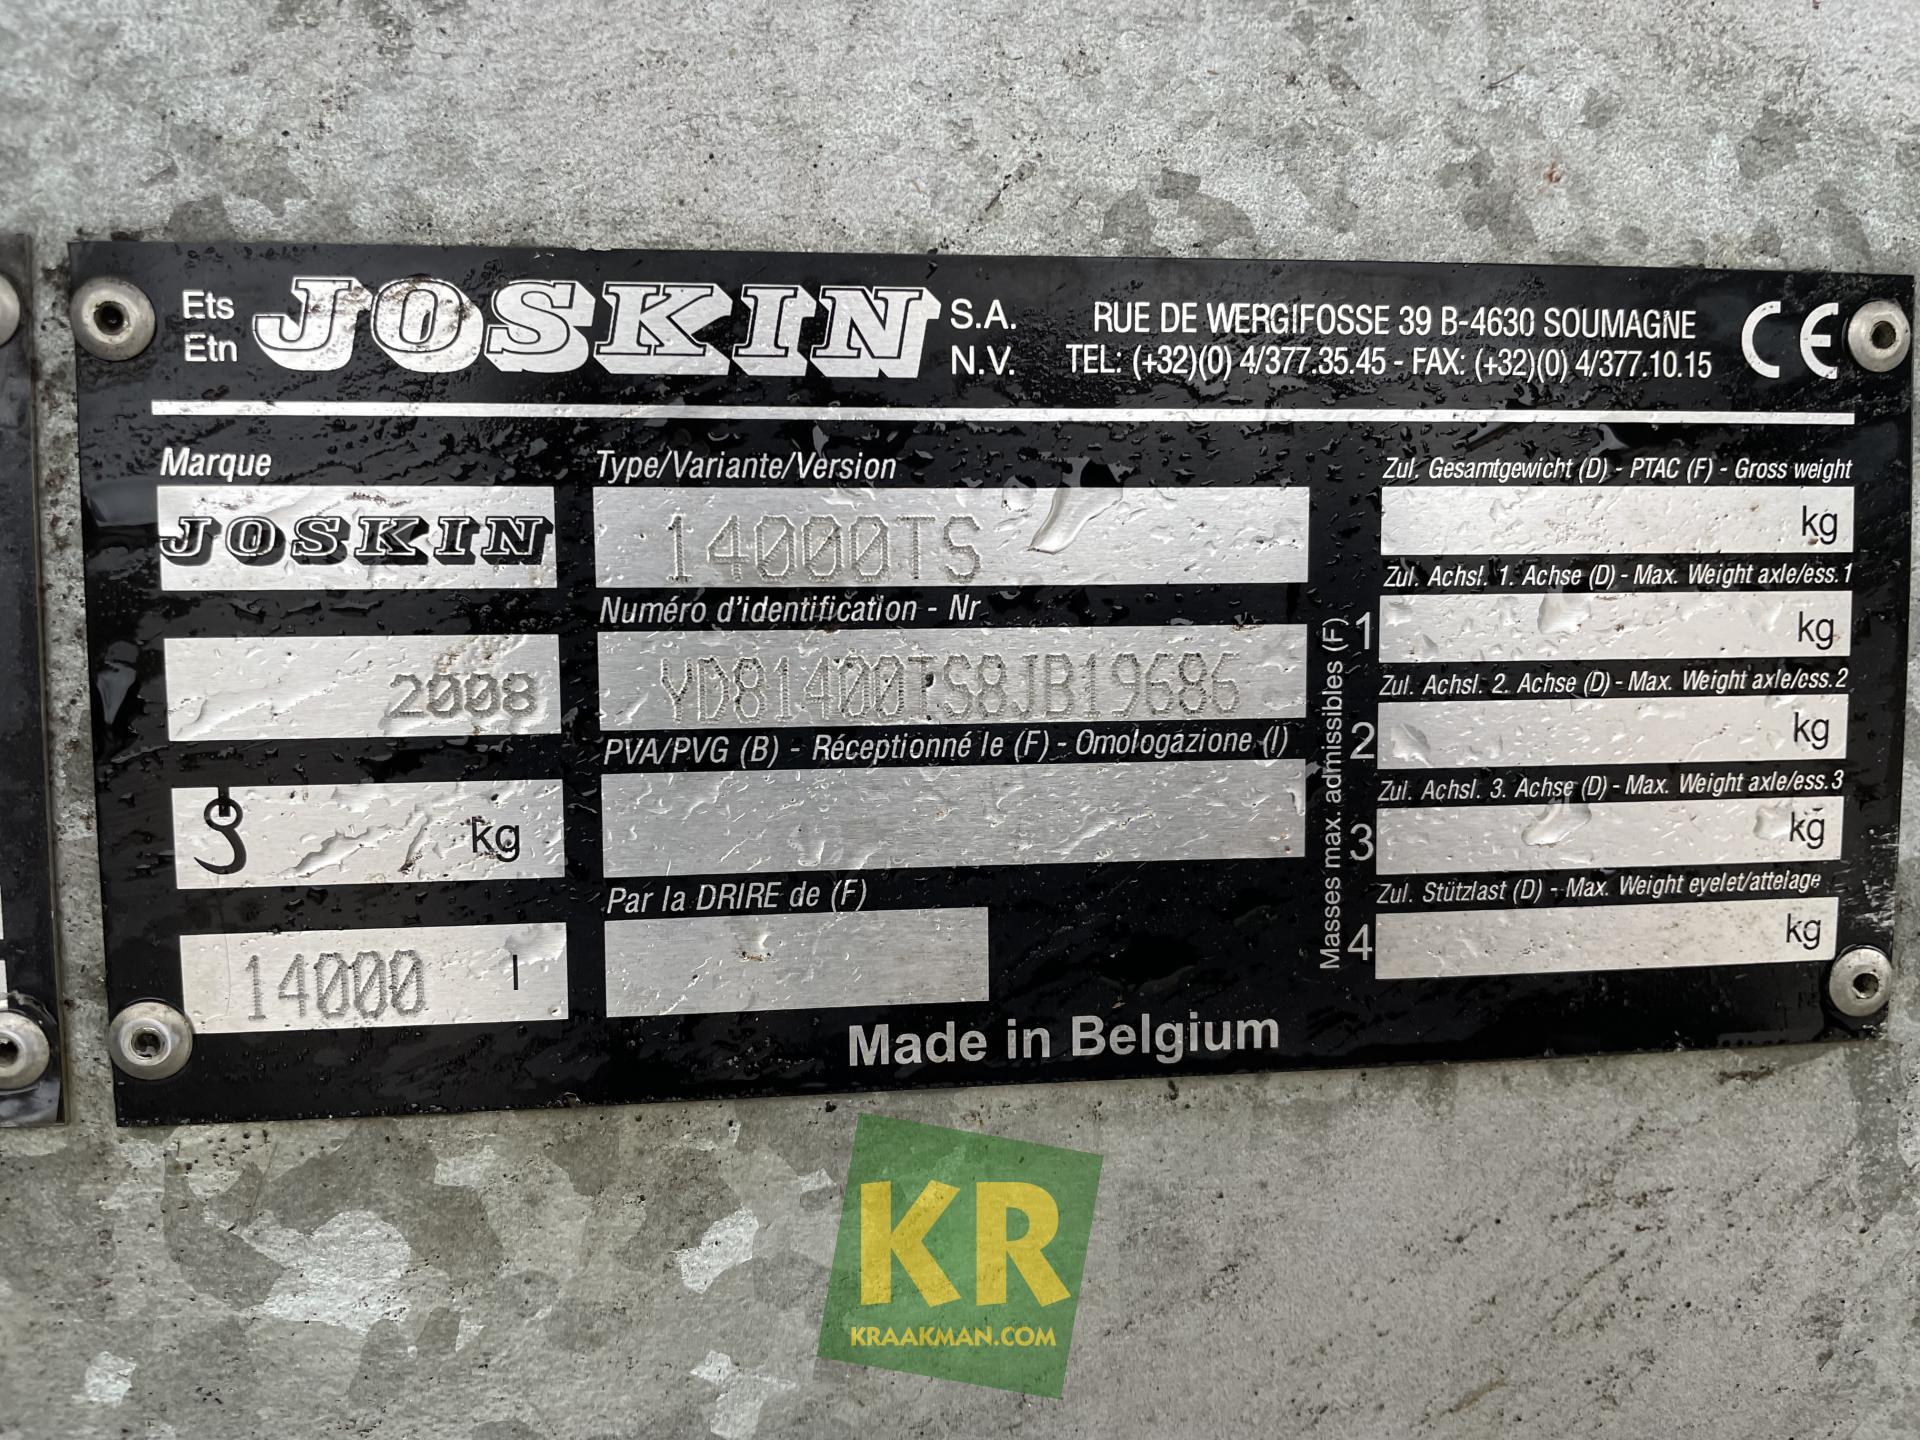 Ets JOSKIN S.A.
Etn N.V.
RUE DE WERGIFOSSE 39 B-4630 SOUMAGNE
TEL: (+32)(0) 4/377.35.45 - FAX: (+32)(0) 4/377.10.15
CE
Marque
JOSKIN
2008
kg
14000 l
Type/Variante/Version
14000TS
Numéro d'identification - Nr
YD81400TS8JB19686
PVA/PVG (B) - Réceptionné le (F) - Omologazione (I)
Par la DRIRE de (F)
Masses max. admissibles (F)
Zul. Gesamtgewicht (D) - PTAC (F) - Gross weight
kg
Zul. Achsl. 1. Achse (D) - Max. Weight axle/ess.1
1 kg
Zul. Achsl. 2. Achse (D) - Max. Weight axle/css.2
2 kg
Zul. Achsl. 3. Achse (D) - Max. Weight axle/ess.3
3 kg
Zul. Stützlast (D) - Max. Weight eyelet/attelage
4 kg
Made in Belgium
KR
KRAAKMAN.COM